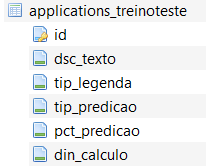 applications_treinoteste
id
dsc_texto
tip_legenda
tip_predicao
pct_predicao
din_calculo